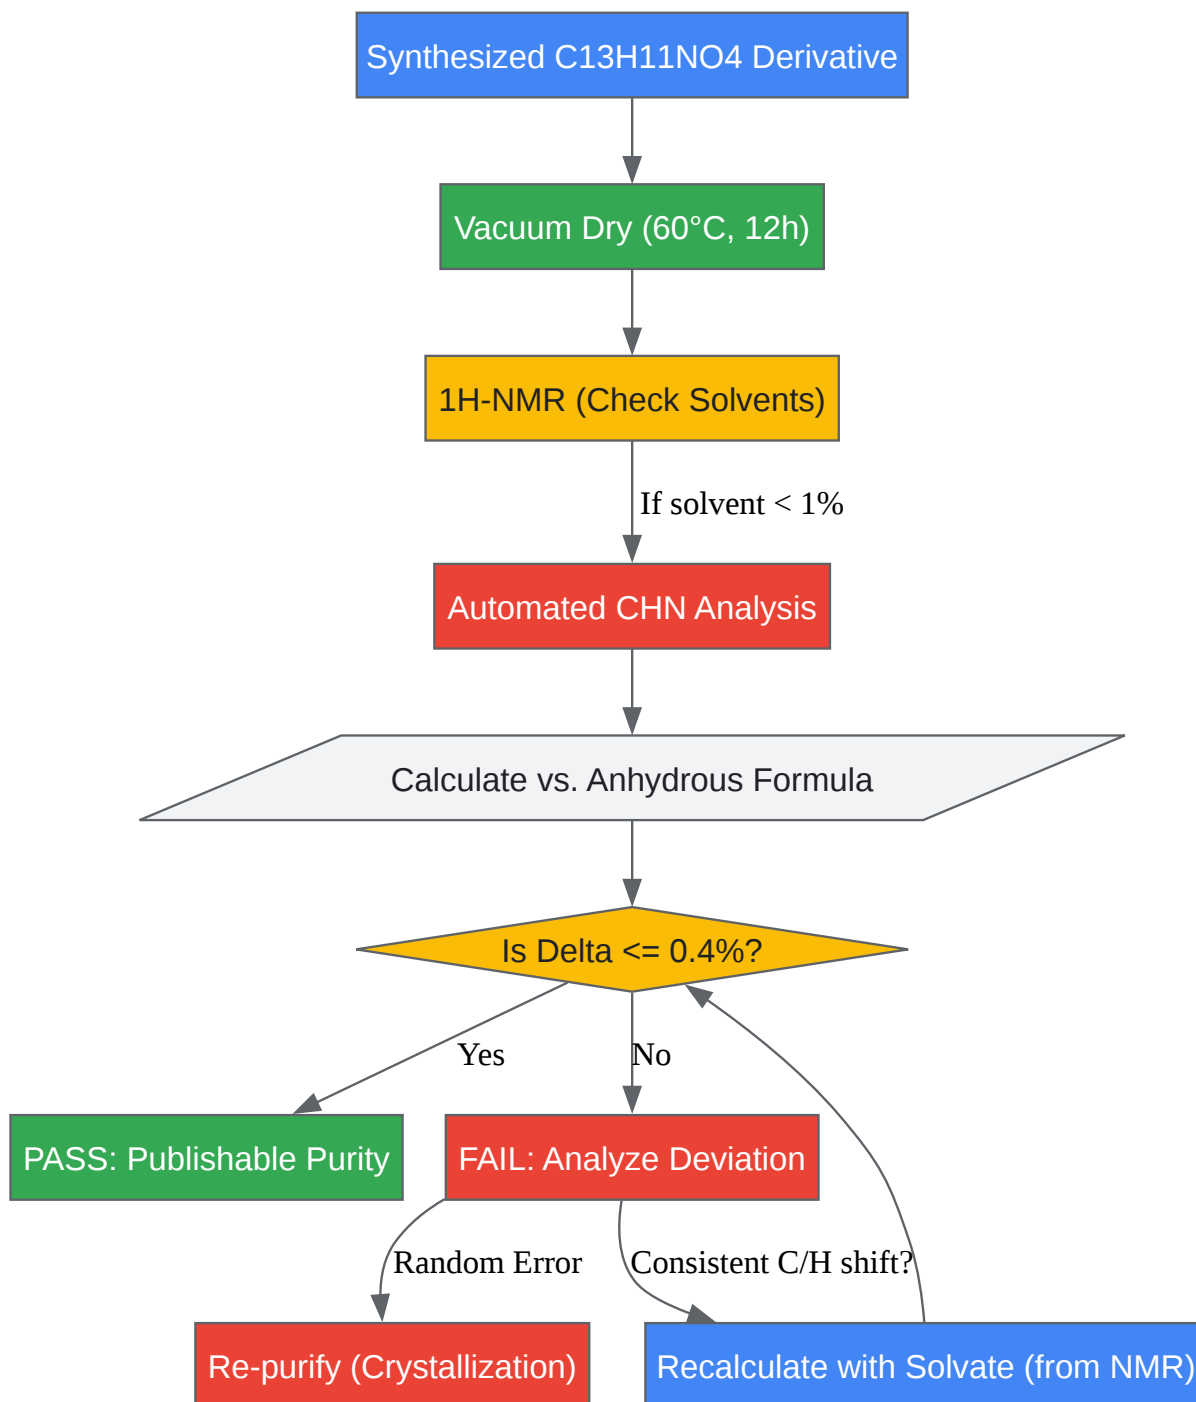 Synthesized C13H11NO4 Derivative
Vacuum Dry (60°C, 12h)
1H-NMR (Check Solvents)
If solvent < 1%
Automated CHN Analysis
Calculate vs. Anhydrous Formula
Is Delta <= 0.4%?
Yes
No
PASS: Publishable Purity
FAIL: Analyze Deviation
Random Error
Consistent C/H shift?
Re-purify (Crystallization)
Recalculate with Solvate (from NMR)